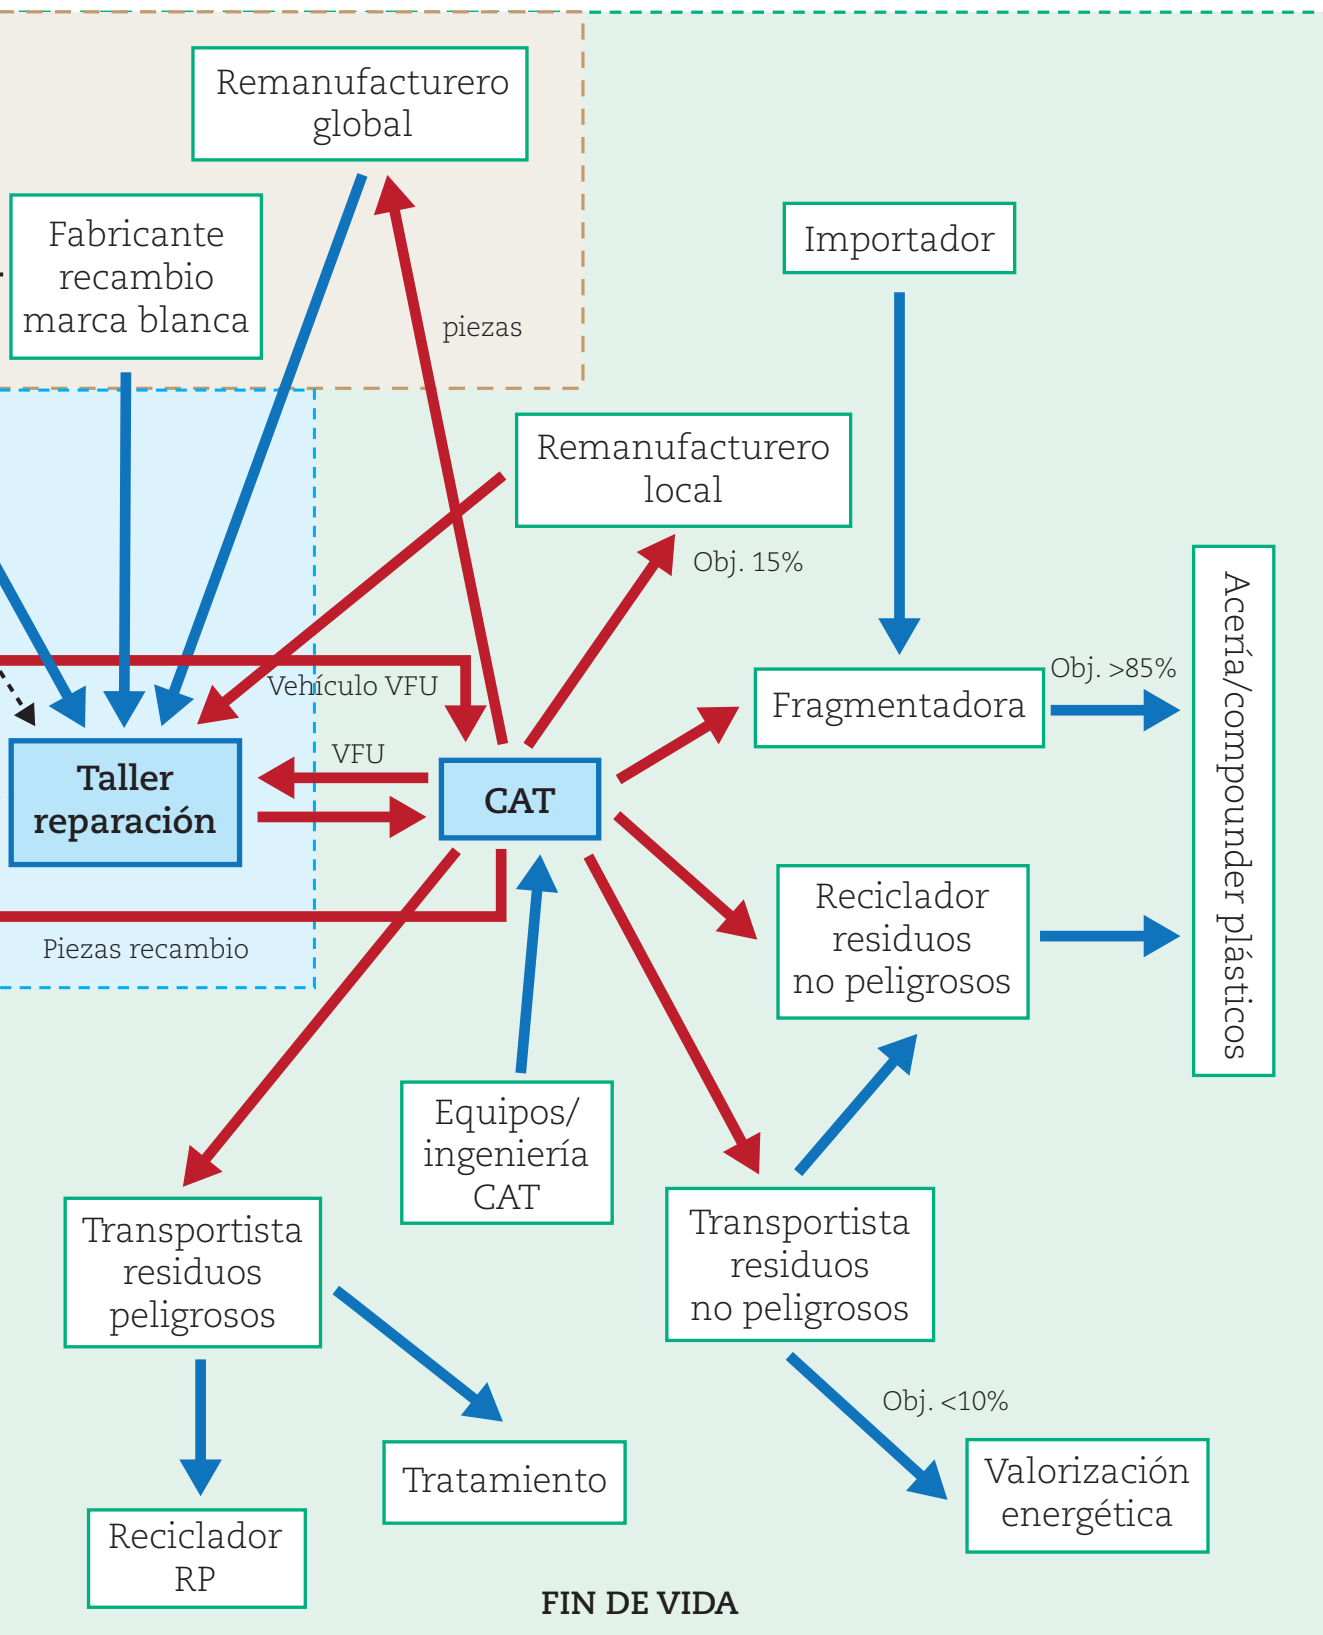 Remanufacturero
global
Fabricante
recambio
marca blanca
Importador
piezas
Remanufacturero
local
Obj. 15%
Acería/compounder plásticos
Obj. >85%
Vehículo VFU
Fragmentadora
VFU
Taller
reparación
CAT
Reciclador
residuos
no peligrosos
Piezas recambio
Equipos/
ingeniería
CAT
Transportista
residuos
peligrosos
Transportista
residuos
no peligrosos
Obj. <10%
Tratamiento
Valorización
energética
Reciclador
RP
FIN DE VIDA